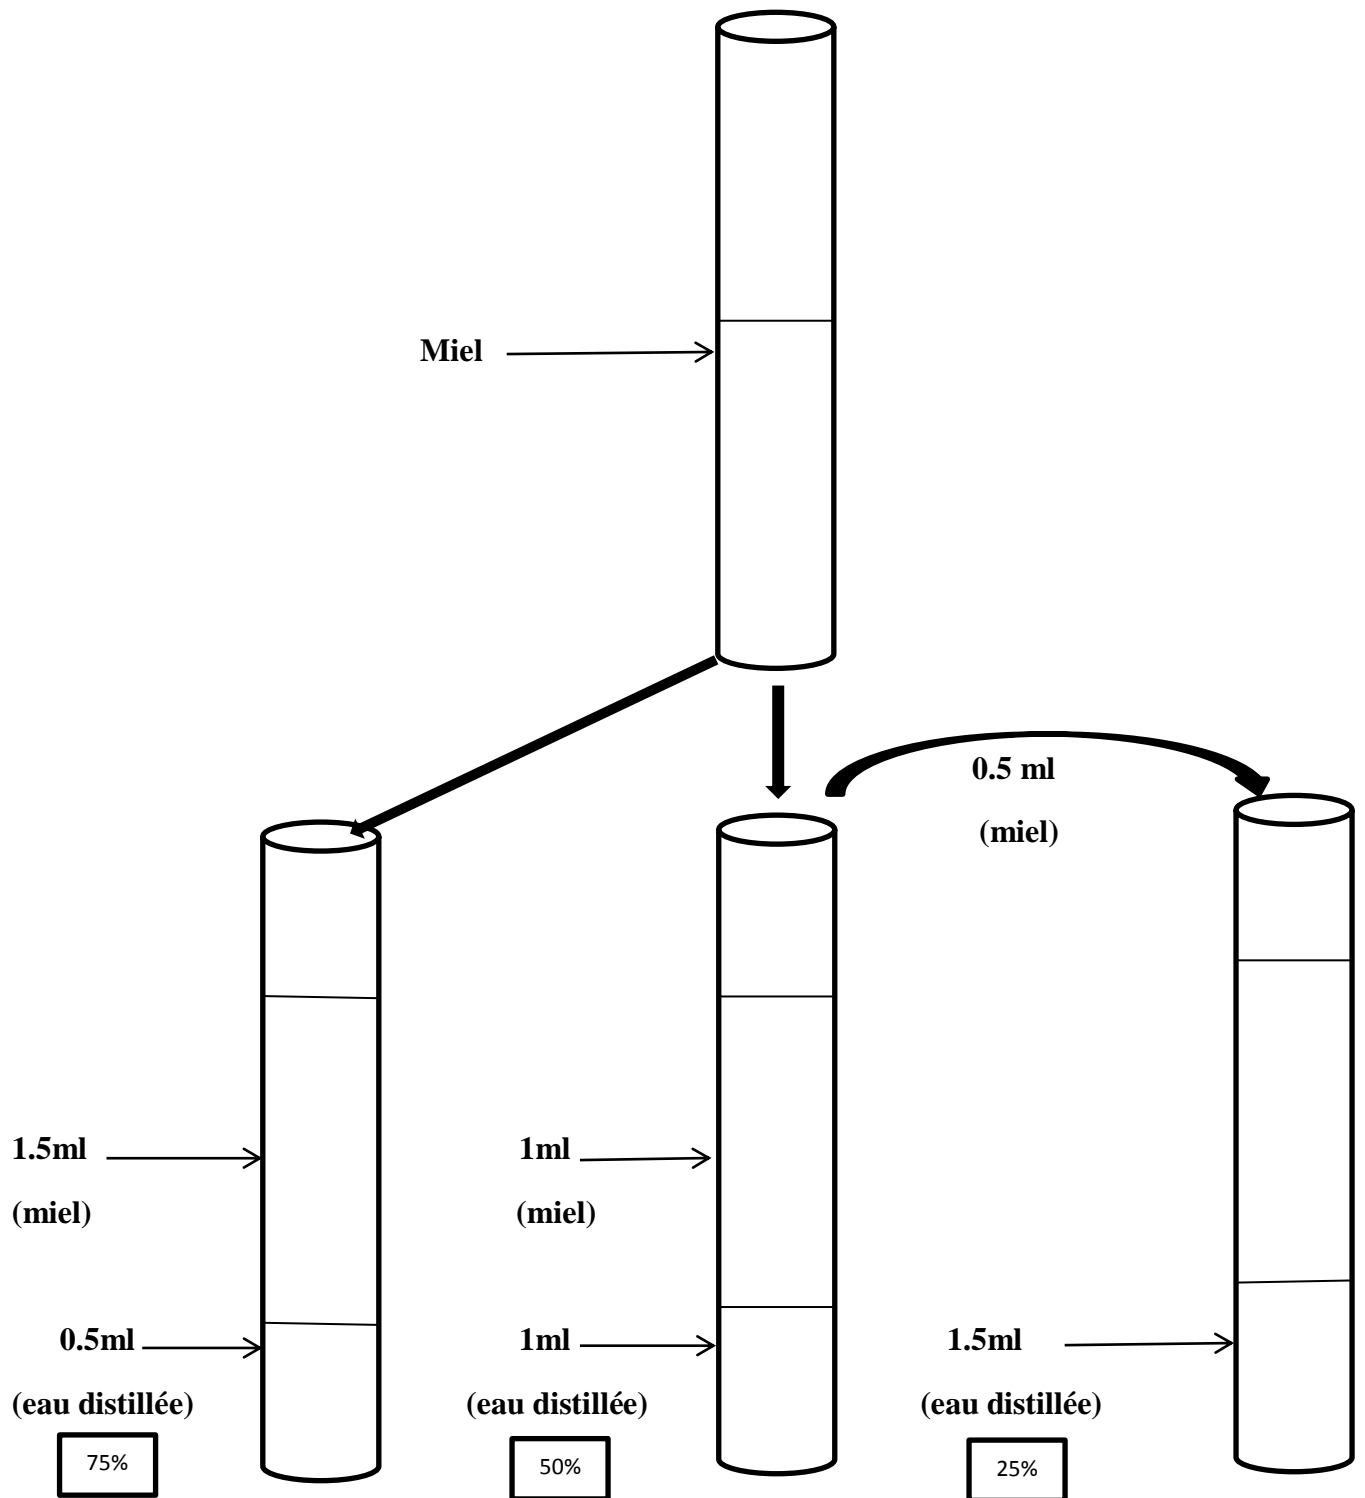 Miel
0.5 ml
(miel)
1.5ml
(miel)
0.5ml
(eau distillée)
75%
1ml
(miel)
1ml
(eau distillée)
50%
1.5ml
(eau distillée)
25%